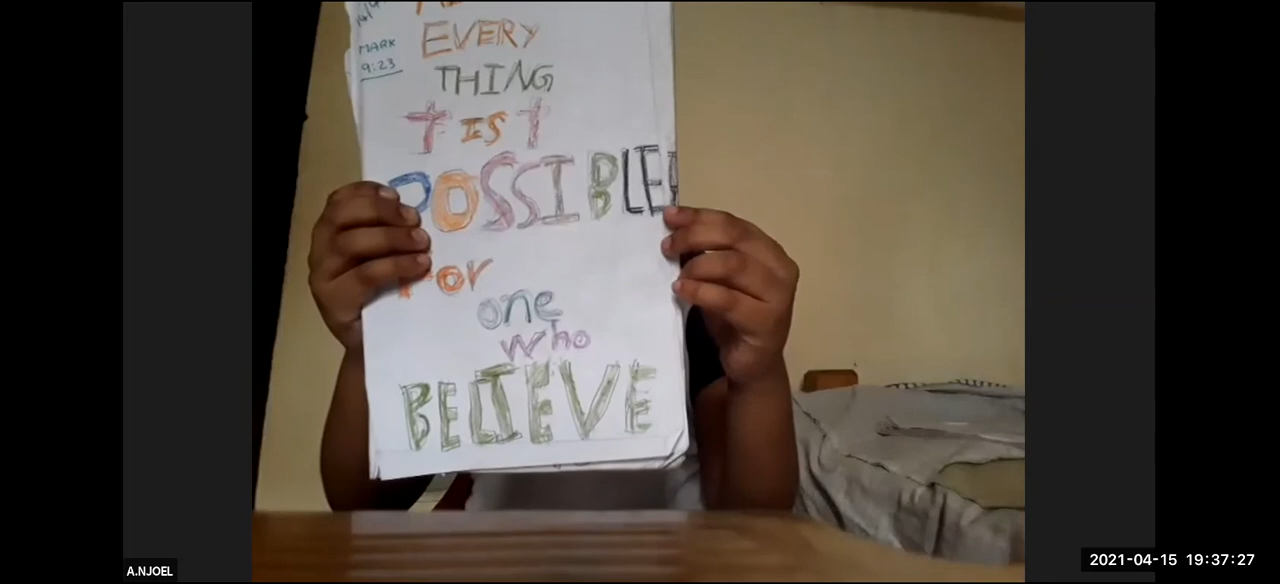 MARK
9:23
EVERY
THING
IS
POSSIBLE
For
one
who
BELIEVE
A.NJOEL
2021-04-15 19:37:27